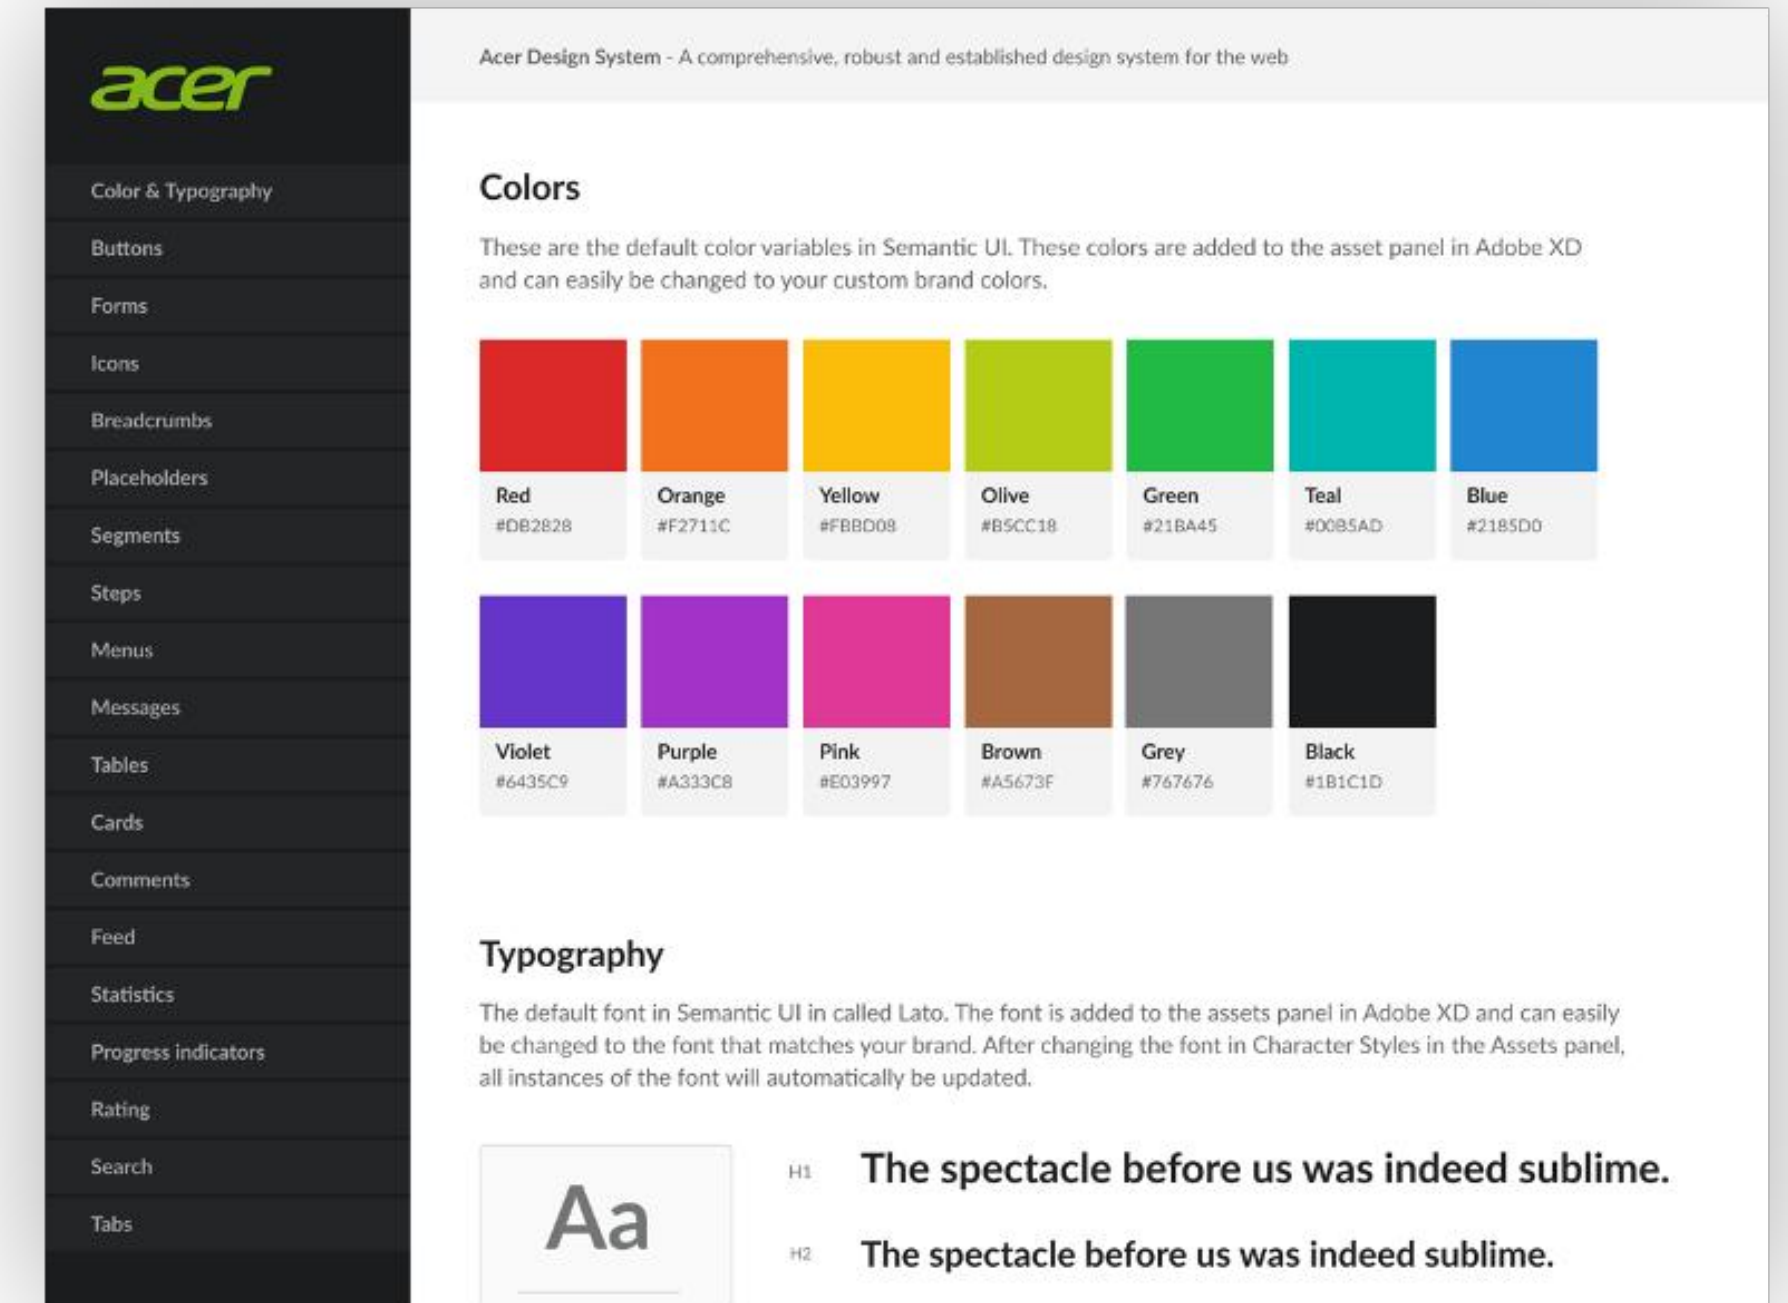 acer
Color & Typography
Buttons
Forms
Icons
Breadcrumbs
Placeholders
Segments
Steps
Menus
Messages
Tables
Cards
Comments
Feed
Statistics
Progress indicators
Rating
Search
Tabs
Acer Design System - A comprehensive, robust and established design system for the web
Colors
These are the default color variables in Semantic UI. These colors are added to the asset panel in Adobe XD
and can easily be changed to your custom brand colors.
Red Orange Yellow Olive Green Teal Blue
#DB2828 #F2711C #FBBD08 #B5CC18 #21BA45 #00B5AD #2185D0
Violet Purple Pink Brown Grey Black
#6435C9 #A333C8 #E03997 #A5673F #767676 #1B1C1D
Typography
The default font in Semantic UI in called Lato. The font is added to the assets panel in Adobe XD and can easily
be changed to the font that matches your brand. After changing the font in Character Styles in the Assets panel,
all instances of the font will automatically be updated.
Aa
H1 The spectacle before us was indeed sublime.
H2 The spectacle before us was indeed sublime.